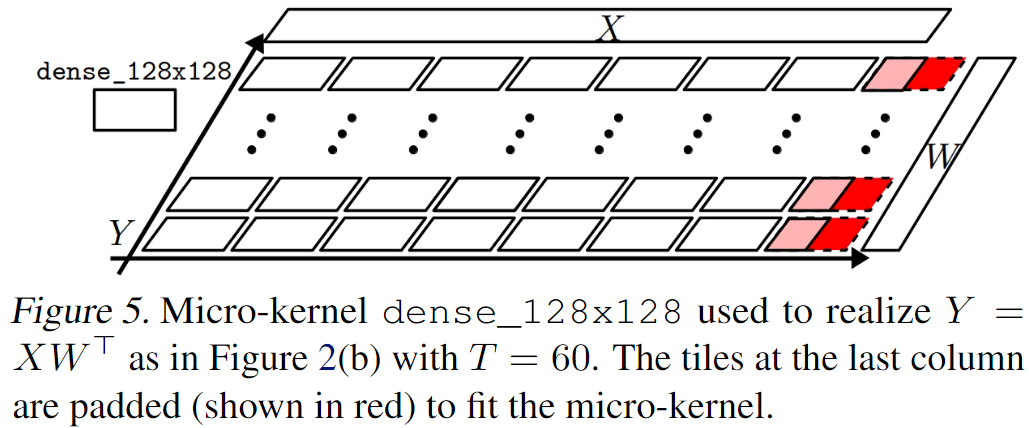 X
dense_128x128
W
Y
Figure 5. Micro-kernel dense_128x128 used to realize Y =
XW⊤ as in Figure 2(b) with T = 60. The tiles at the last column
are padded (shown in red) to fit the micro-kernel.